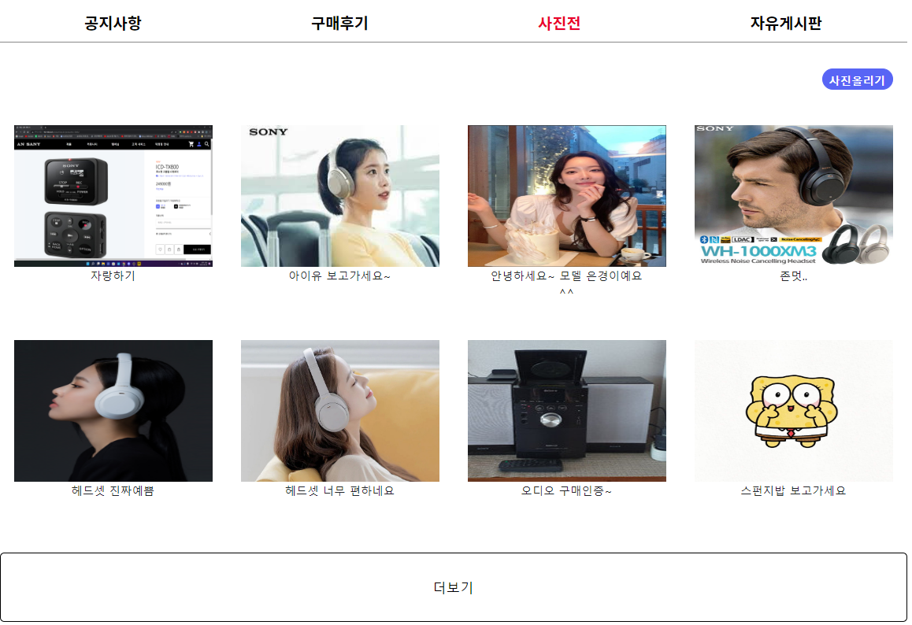 공지사항
구매후기
사진전
자유게시판
사진올리기
AN SANY
SONY
ICD-TX800
SONY
SONY
LDAC
WH-1000XM3
Wireless Noise Cancelling Headset
자랑하기
아이유 보고가세요~
안녕하세요~ 모델 은경이에요
^ ^
존멋..
헤드셋 진짜예쁨
헤드셋 너무 편하네요
오디오 구매인증~
스펀지밥 보고가세요
더보기